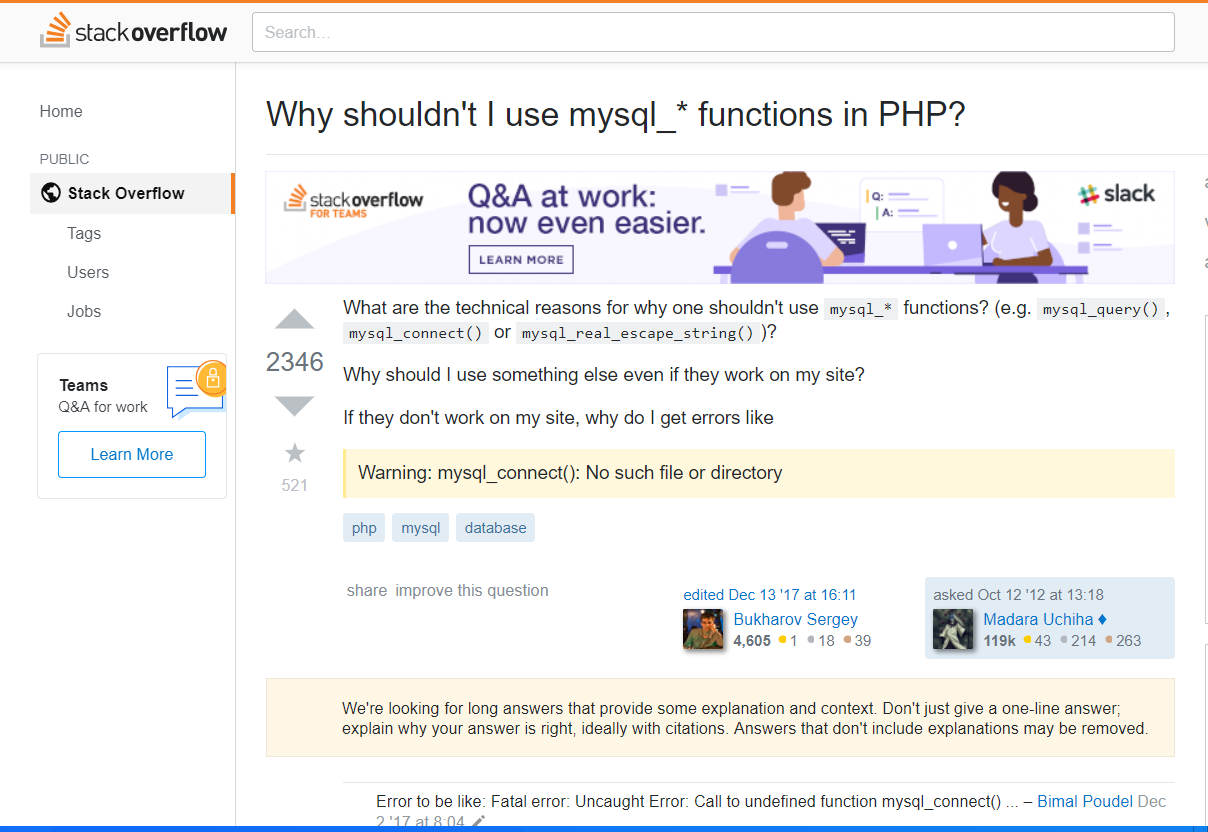 stackoverflow
Search...
Home
PUBLIC
Stack Overflow
Tags
Users
Jobs
Teams
Q&A for work
Learn More
Why shouldn't I use mysql_* functions in PHP?
stackoverflow
FOR TEAMS
Q&A at work:
now even easier.
LEARN MORE
Q:
A:
slack
What are the technical reasons for why one shouldn't use mysql_* functions? (e.g. mysql_query(),
mysql_connect() or mysql_real_escape_string())?
2346
Why should I use something else even if they work on my site?
If they don't work on my site, why do I get errors like
521
Warning: mysql_connect(): No such file or directory
php mysql database
share improve this question
edited Dec 13 '17 at 16:11
Bukharov Sergey
4,605 1 18 39
asked Oct 12 '12 at 13:18
Madara Uchiha ♦
119k 43 214 263
We're looking for long answers that provide some explanation and context. Don't just give a one-line answer;
explain why your answer is right, ideally with citations. Answers that don't include explanations may be removed.
Error to be like: Fatal error: Uncaught Error: Call to undefined function mysql_connect() ... – Bimal Poudel Dec
2 '17 at 8:04